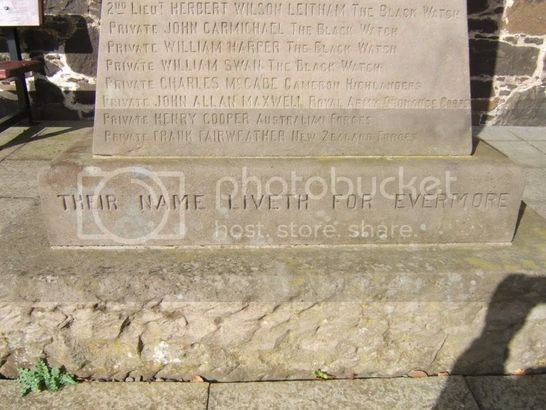 2ND LIEUT HERBERT WILSON LEITHAM THE BLACK WATCH
PRIVATE JOHN CARMICHAEL THE BLACK WATCH
PRIVATE WILLIAM HARPER THE BLACK WATCH
PRIVATE WILLIAM SWAN THE BLACK WATCH
PRIVATE CHARLES MCCABE CAMERON HIGHLANDERS
PRIVATE JOHN ALLAN MAXWELL ROYAL ARMY ORDNANCE CORPS
PRIVATE HENRY COOPER AUSTRALIAN FORCES
PRIVATE FRANK FAIRWEATHER NEW ZEALAND FORCES
THEIR NAME LIVETH FOR EVERMORE
photobucket
host. store. share.